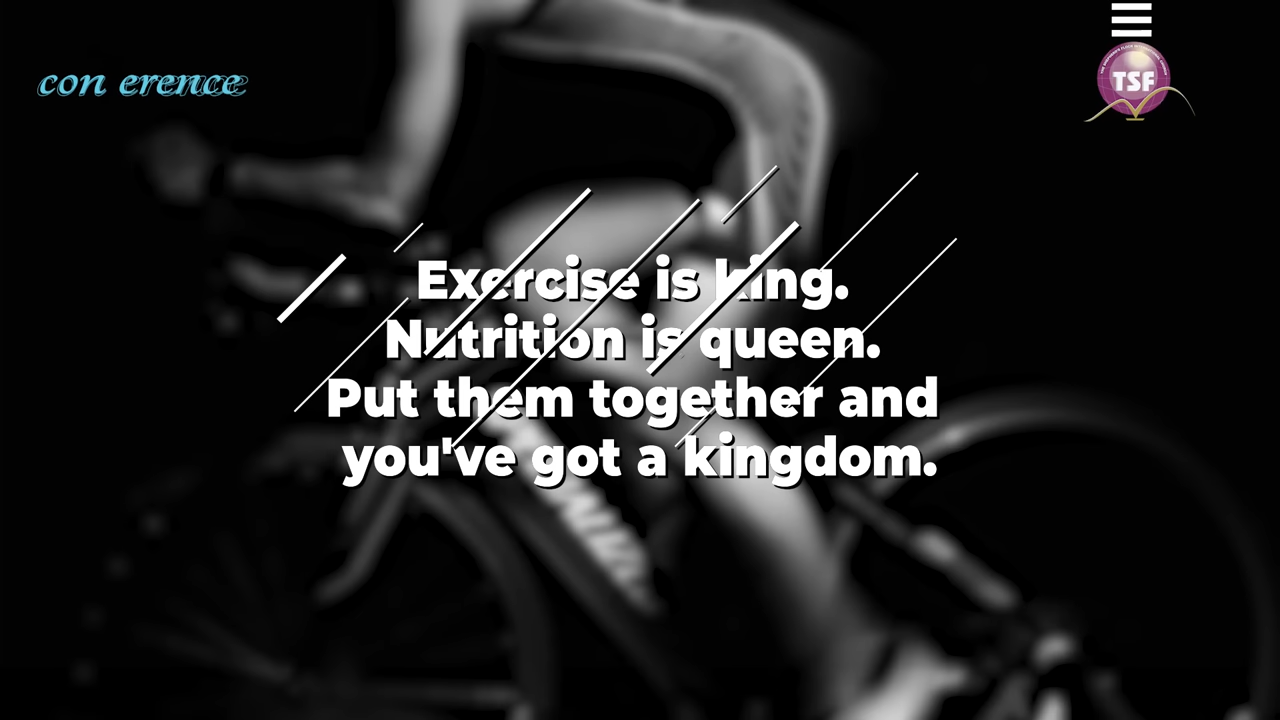 con erence
TSF
Exercise is king.
Nutrition is queen.
Put them together and
you've got a kingdom.